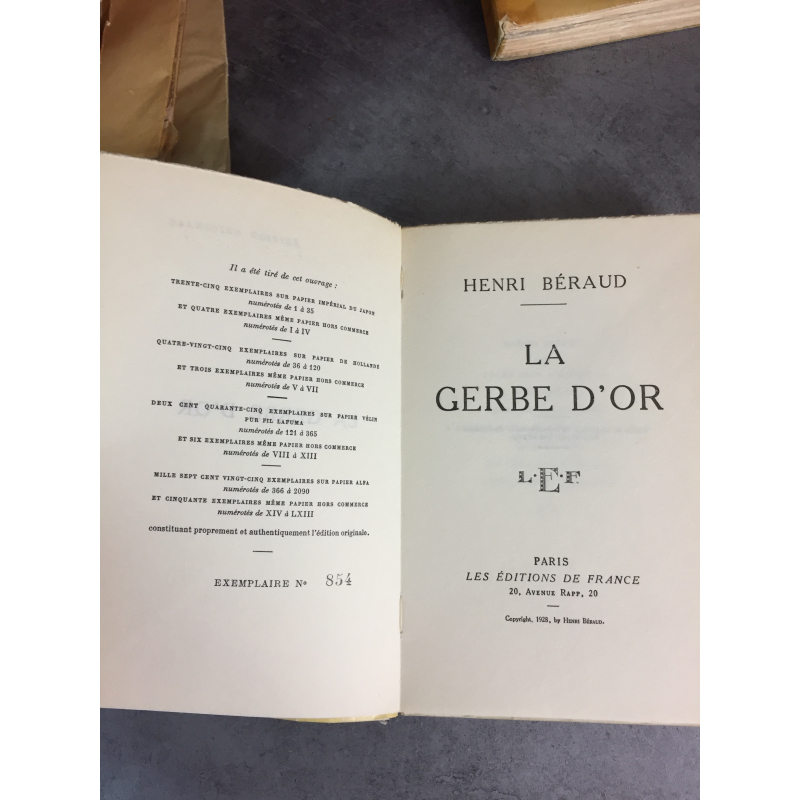 Il a été tiré de cet ouvrage :
TRENTE-CINQ EXEMPLAIRES SUR PAPIER IMPÉRIAL DU JAPON
numérotés de 1 à 35
ET QUATRE EXEMPLAIRES MÊME PAPIER HORS COMMERCE
numérotés de I à IV
QUATRE-VINGT-CINQ EXEMPLAIRES SUR PAPIER DE HOLLANDE
numérotés de 36 à 120
ET TROIS EXEMPLAIRES MÊME PAPIER HORS COMMERCE
numérotés de V à VII
DEUX CENT QUARANTE-CINQ EXEMPLAIRES SUR PAPIER VÉLIN
PUR FIL LAFUMA
numérotés de 121 à 365
ET SIX EXEMPLAIRES MÊME PAPIER HORS COMMERCE
numérotés de VIII à XIII
MILLE SEPT CENT VINGT-CINQ EXEMPLAIRES SUR PAPIER ALFA
numérotés de 366 à 2090
ET CINQUANTE EXEMPLAIRES MÊME PAPIER HORS COMMERCE
numérotés de XIV à LXIII
constituant proprement et authentiquement l'édition originale.
EXEMPLAIRE No 854
HENRI BÉRAUD
LA
GERBE D'OR
L·E·F
PARIS
LES ÉDITIONS DE FRANCE
20, AVENUE RAPP, 20
Copyright, 1928, by HENRI BÉRAUD.